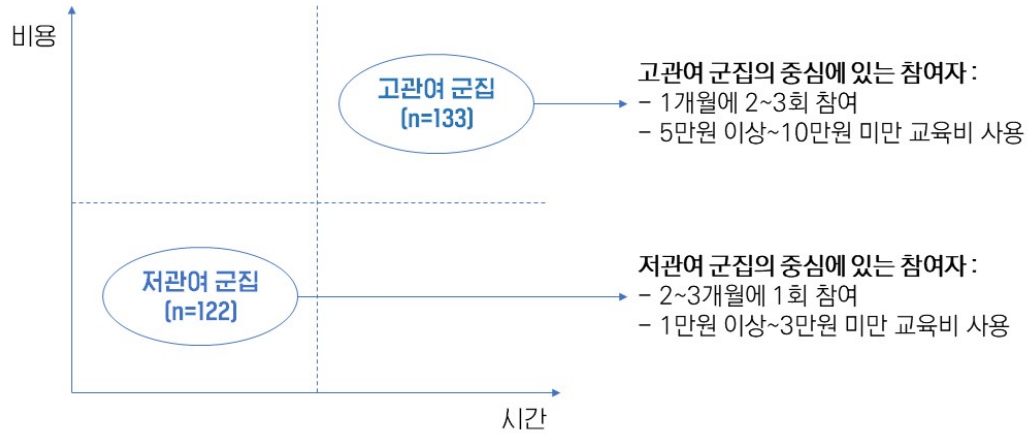 비용
고관여 군집
(n=133)
고관여 군집의 중심에 있는 참여자 :
- 1개월에 2~3회 참여
- 5만원 이상~10만원 미만 교육비 사용
저관여 군집
(n=122)
저관여 군집의 중심에 있는 참여자 :
- 2~3개월에 1회 참여
- 1만원 이상~3만원 미만 교육비 사용
시간